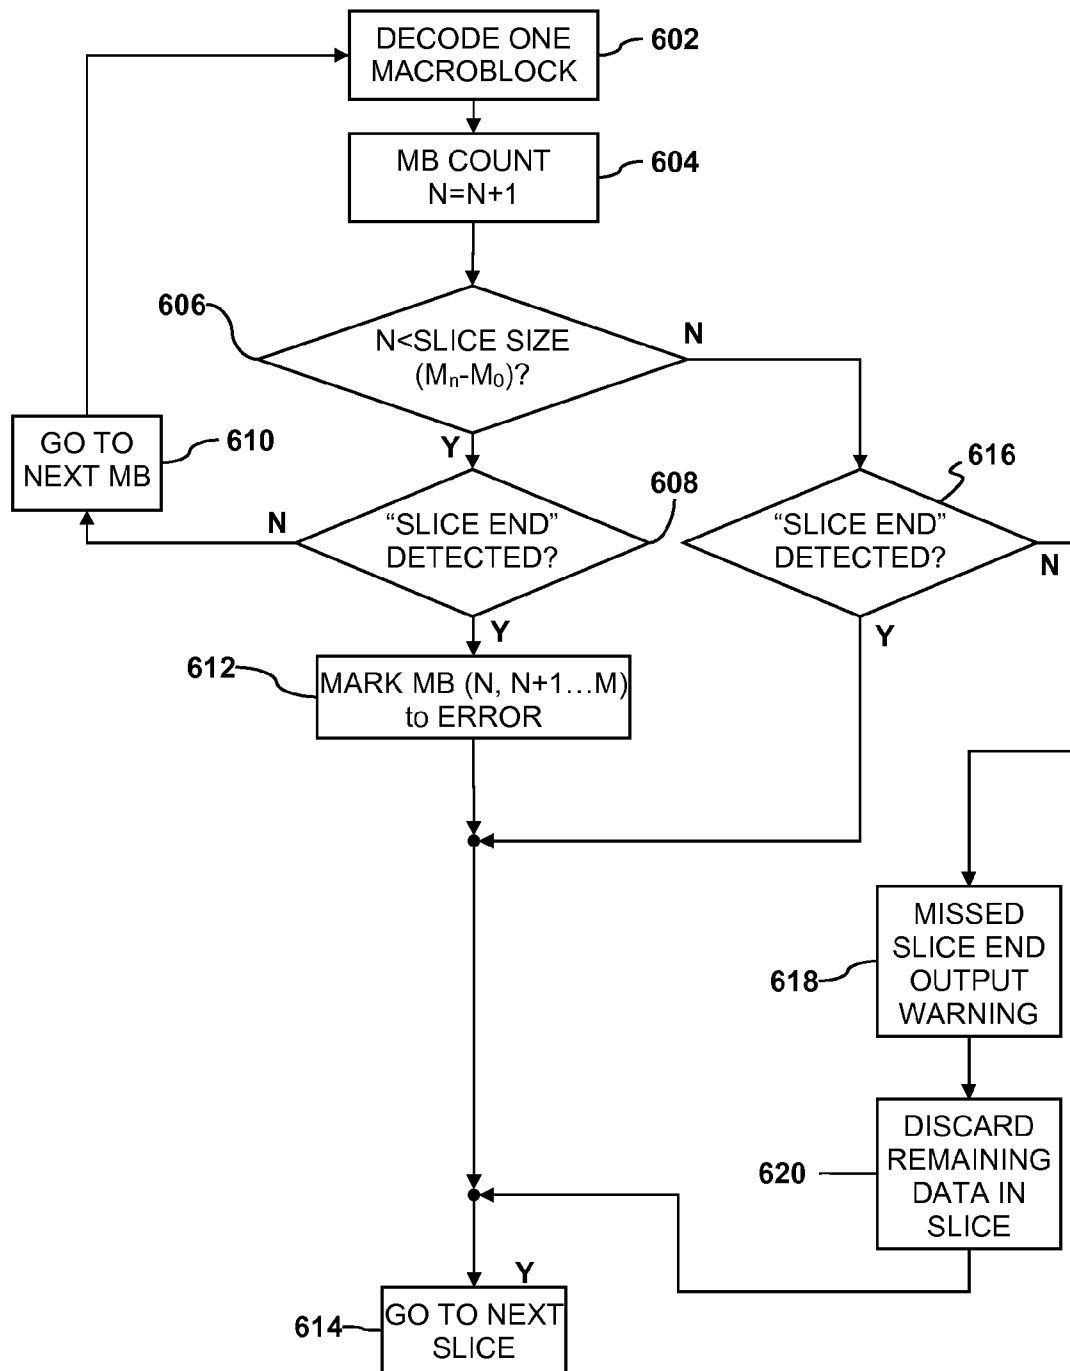 DECODE ONE
MACROBLOCK
602
MB COUNT
N=N+1
604
606
N<SLICE SIZE
(Mn-M0)?
N
Y
GO TO
NEXT MB
610
616
608
N
"SLICE END"
DETECTED?
"SLICE END"
DETECTED?
N
Y
Y
612
MARK MB (N, N+1...M)
to ERROR
MISSED
SLICE END
OUTPUT
WARNING
618
DISCARD
REMAINING
DATA IN
SLICE
620
Y
GO TO NEXT
SLICE
614